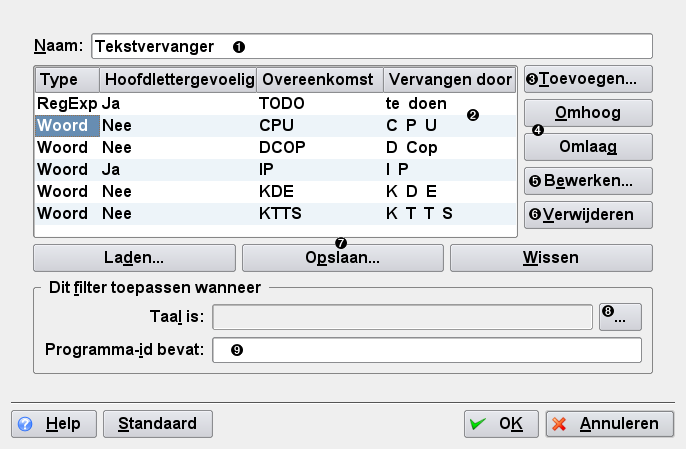 Naam: Tekstvervanger ❶
Type Hoofdlettergevoelig Overeenkomst Vervangen door
RegExp Ja TODO te doen
Woord Nee CPU C P U ❷
Woord Nee DCOP D Cop
Woord Ja IP I P
Woord Nee KDE K D E
Woord Nee KTTS K T T S
❸Toevoegen...
Omhoog
❹
Omlaag
❺Bewerken...
❻Verwijderen
❼
Laden... Opslaan... Wissen
Dit filter toepassen wanneer
Taal is: ❽...
Programma-id bevat: ❾
? Help Standaard OK Annuleren